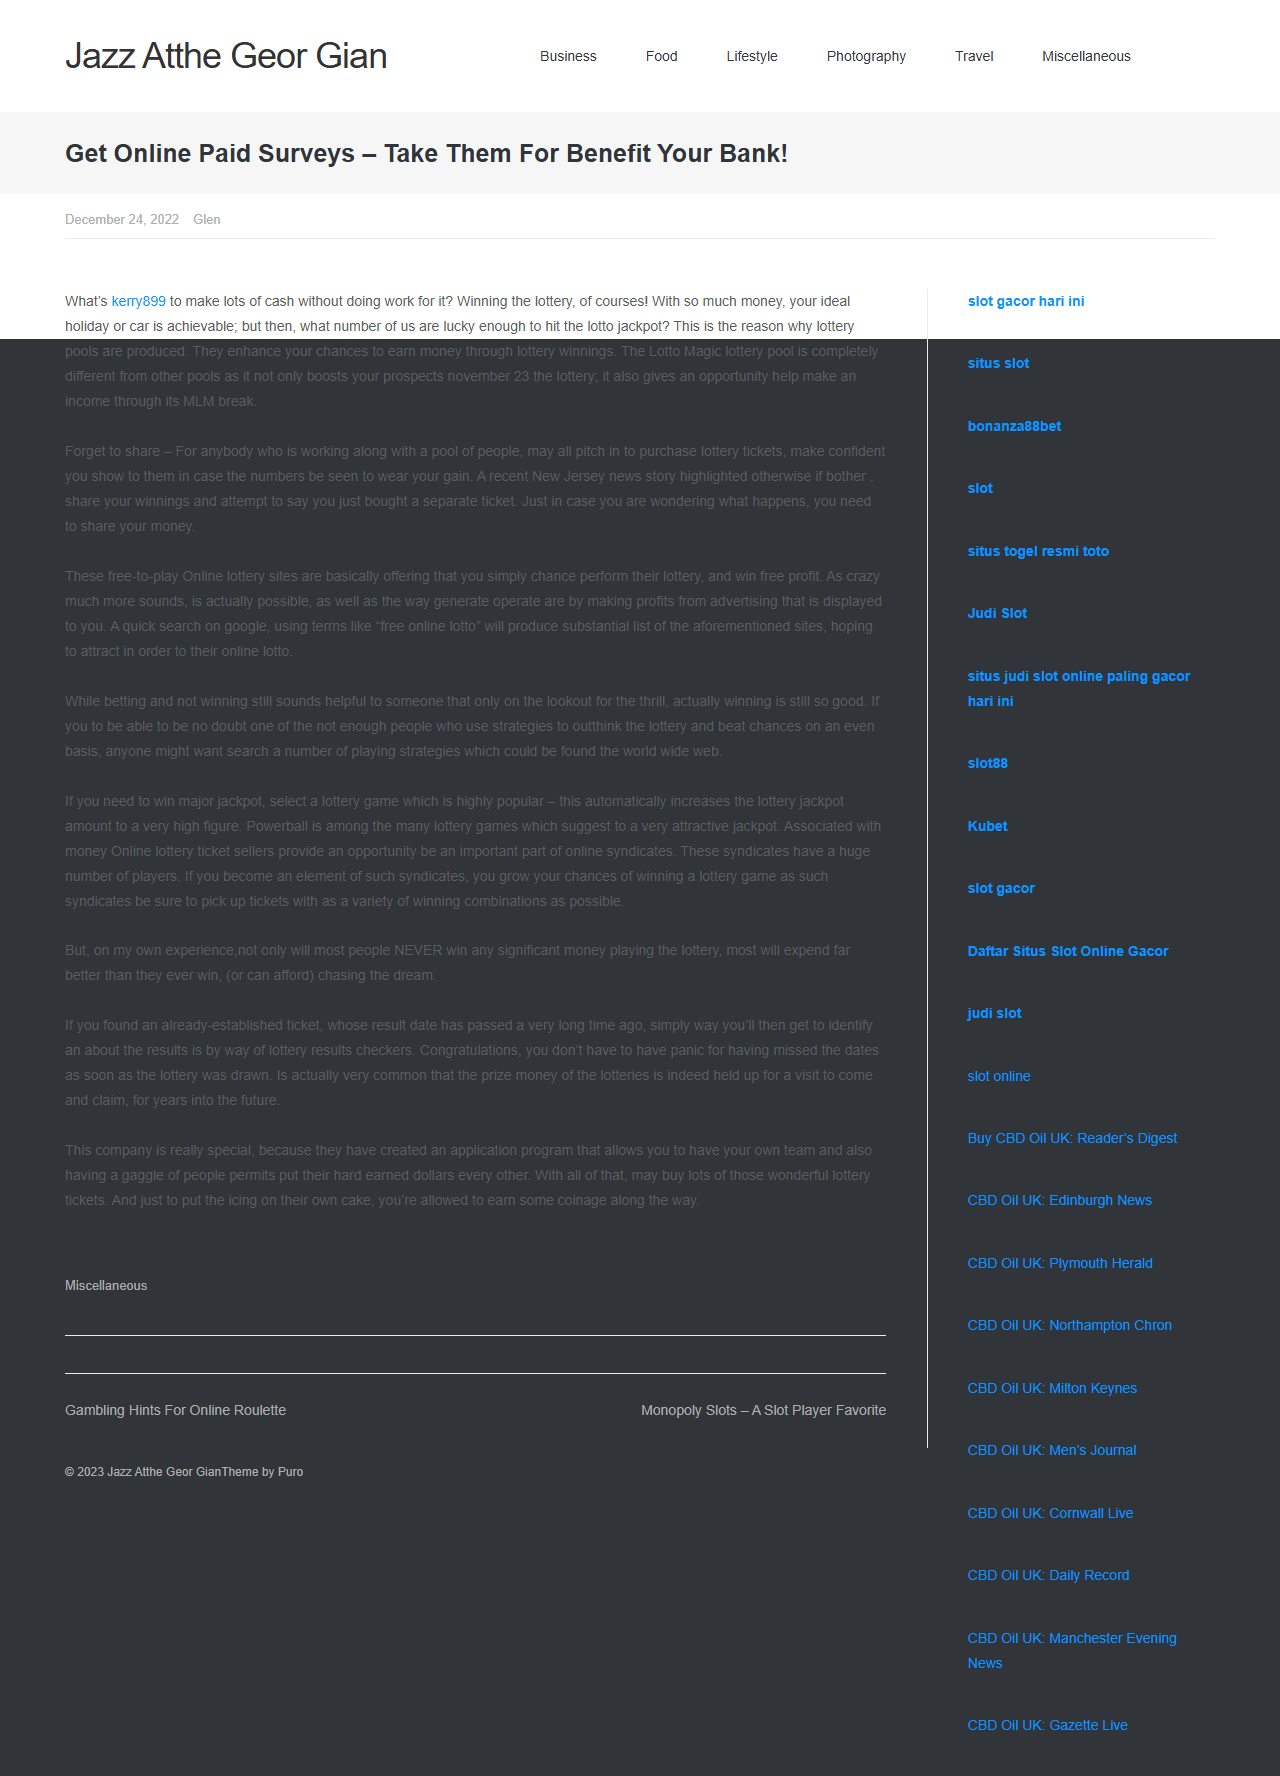 Jazz Atthe Geor Gian
Business Food Lifestyle Photography Travel Miscellaneous
Get Online Paid Surveys – Take Them For Benefit Your Bank!
December 24, 2022 Glen
What’s kerry899 to make lots of cash without doing work for it? Winning the lottery, of courses! With so much money, your ideal
holiday or car is achievable; but then, what number of us are lucky enough to hit the lotto jackpot? This is the reason why lottery
pools are produced. They enhance your chances to earn money through lottery winnings. The Lotto Magic lottery pool is completely
different from other pools as it not only boosts your prospects november 23 the lottery; it also gives an opportunity help make an
income through its MLM break.
Forget to share – For anybody who is working along with a pool of people, may all pitch in to purchase lottery tickets, make confident
you show to them in case the numbers be seen to wear your gain. A recent New Jersey news story highlighted otherwise if bother .
share your winnings and attempt to say you just bought a separate ticket. Just in case you are wondering what happens, you need
to share your money.
These free-to-play Online lottery sites are basically offering that you simply chance perform their lottery, and win free profit. As crazy
much more sounds, is actually possible, as well as the way generate operate are by making profits from advertising that is displayed
to you. A quick search on google, using terms like “free online lotto” will produce substantial list of the aforementioned sites, hoping
to attract in order to their online lotto.
While betting and not winning still sounds helpful to someone that only on the lookout for the thrill, actually winning is still so good. If
you to be able to be no doubt one of the not enough people who use strategies to outthink the lottery and beat chances on an even
basis, anyone might want search a number of playing strategies which could be found the world wide web.
If you need to win major jackpot, select a lottery game which is highly popular – this automatically increases the lottery jackpot
amount to a very high figure. Powerball is among the many lottery games which suggest to a very attractive jackpot. Associated with
money Online lottery ticket sellers provide an opportunity be an important part of online syndicates. These syndicates have a huge
number of players. If you become an element of such syndicates, you grow your chances of winning a lottery game as such
syndicates be sure to pick up tickets with as a variety of winning combinations as possible.
But, on my own experience,not only will most people NEVER win any significant money playing the lottery, most will expend far
better than they ever win, (or can afford) chasing the dream.
If you found an already-established ticket, whose result date has passed a very long time ago, simply way you’ll then get to identify
an about the results is by way of lottery results checkers. Congratulations, you don’t have to have panic for having missed the dates
as soon as the lottery was drawn. Is actually very common that the prize money of the lotteries is indeed held up for a visit to come
and claim, for years into the future.
This company is really special, because they have created an application program that allows you to have your own team and also
having a gaggle of people permits put their hard earned dollars every other. With all of that, may buy lots of those wonderful lottery
tickets. And just to put the icing on their own cake, you’re allowed to earn some coinage along the way.
Miscellaneous
Gambling Hints For Online Roulette
Monopoly Slots – A Slot Player Favorite
slot gacor hari ini
situs slot
bonanza88bet
slot
situs togel resmi toto
Judi Slot
situs judi slot online paling gacor
hari ini
slot88
Kubet
slot gacor
Daftar Situs Slot Online Gacor
judi slot
slot online
Buy CBD Oil UK: Reader’s Digest
CBD Oil UK: Edinburgh News
CBD Oil UK: Plymouth Herald
CBD Oil UK: Northampton Chron
CBD Oil UK: Milton Keynes
CBD Oil UK: Men’s Journal
CBD Oil UK: Cornwall Live
CBD Oil UK: Daily Record
CBD Oil UK: Manchester Evening
News
CBD Oil UK: Gazette Live
© 2023 Jazz Atthe Geor GianTheme by Puro